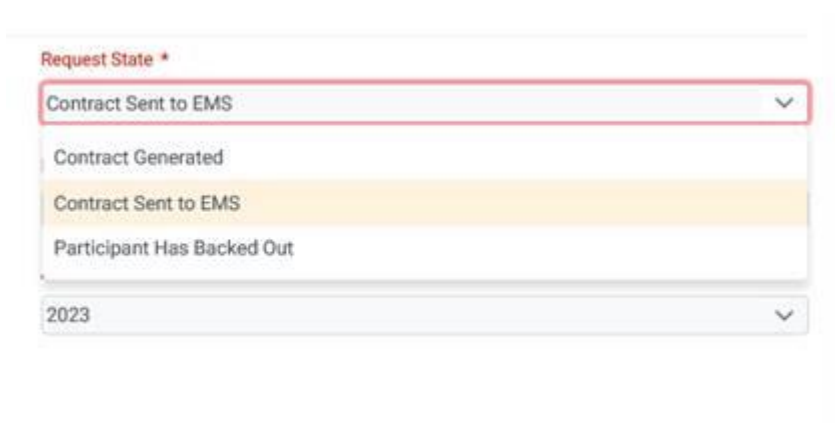 Request State *
Contract Sent to EMS
Contract Generated
Contract Sent to EMS
Participant Has Backed Out
2023